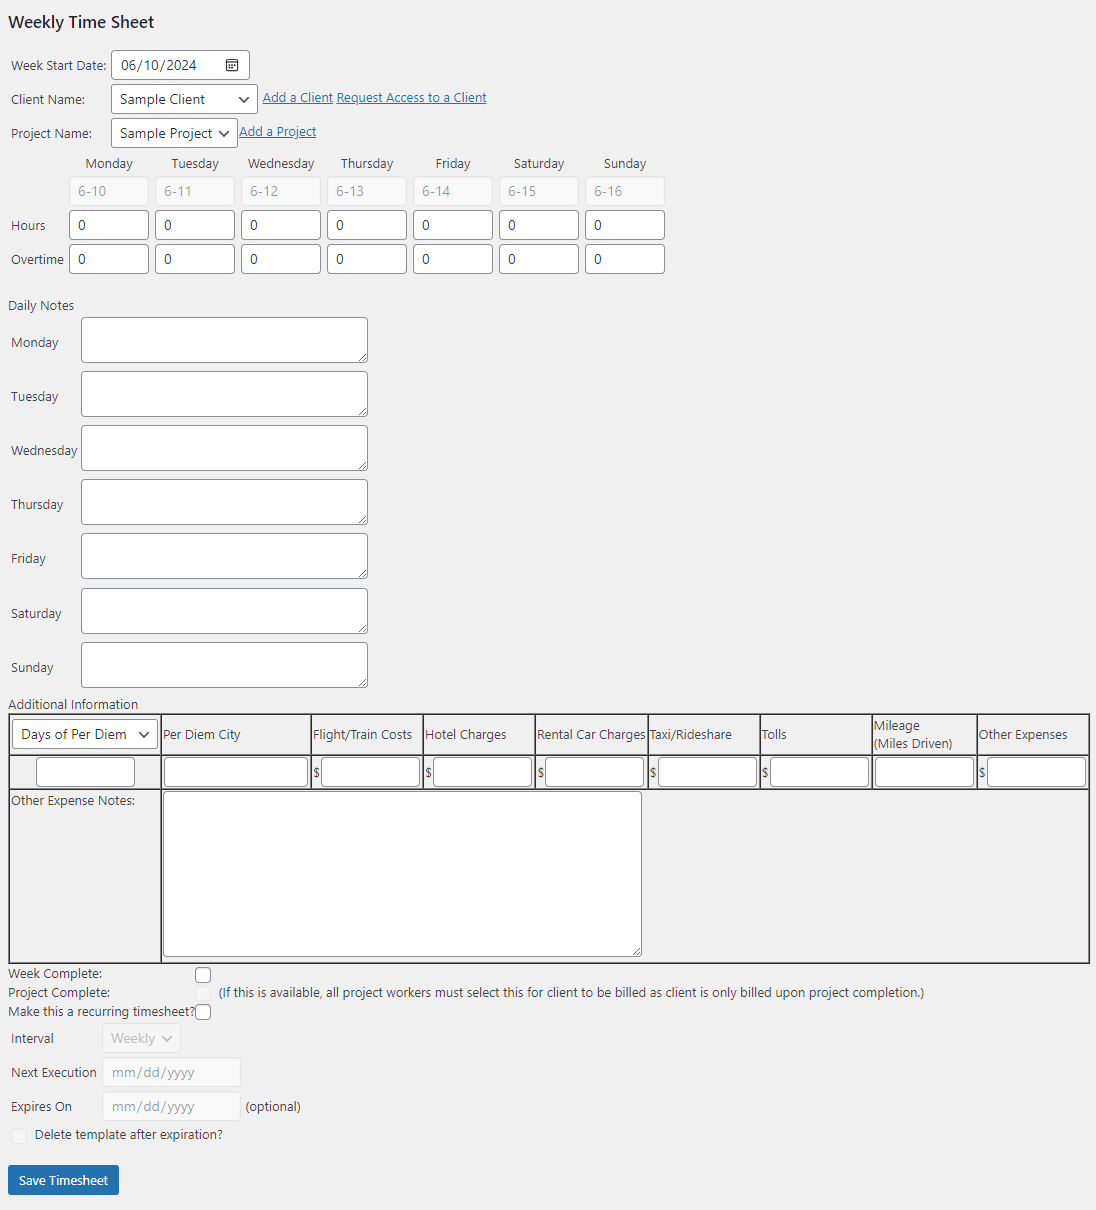 Weekly Time Sheet
Week Start Date: 06/10/2024
Client Name: Sample Client Add a Client Request Access to a Client
Project Name: Sample Project Add a Project
Monday Tuesday Wednesday Thursday Friday Saturday Sunday
6-10 6-11 6-12 6-13 6-14 6-15 6-16
Hours 0 0 0 0 0 0 0
Overtime 0 0 0 0 0 0 0
Daily Notes
Monday
Tuesday
Wednesday
Thursday
Friday
Saturday
Sunday
Additional Information
Days of Per Diem Per Diem City Flight/Train Costs Hotel Charges Rental Car Charges Taxi/Rideshare Tolls Mileage
(Miles Driven) Other Expenses
$ $ $ $ $ $
Other Expense Notes:
Week Complete:
Project Complete: (If this is available, all project workers must select this for client to be billed as client is only billed upon project completion.)
Make this a recurring timesheet?
Interval Weekly
Next Execution mm/dd/yyyy
Expires On mm/dd/yyyy (optional)
Delete template after expiration?
Save Timesheet